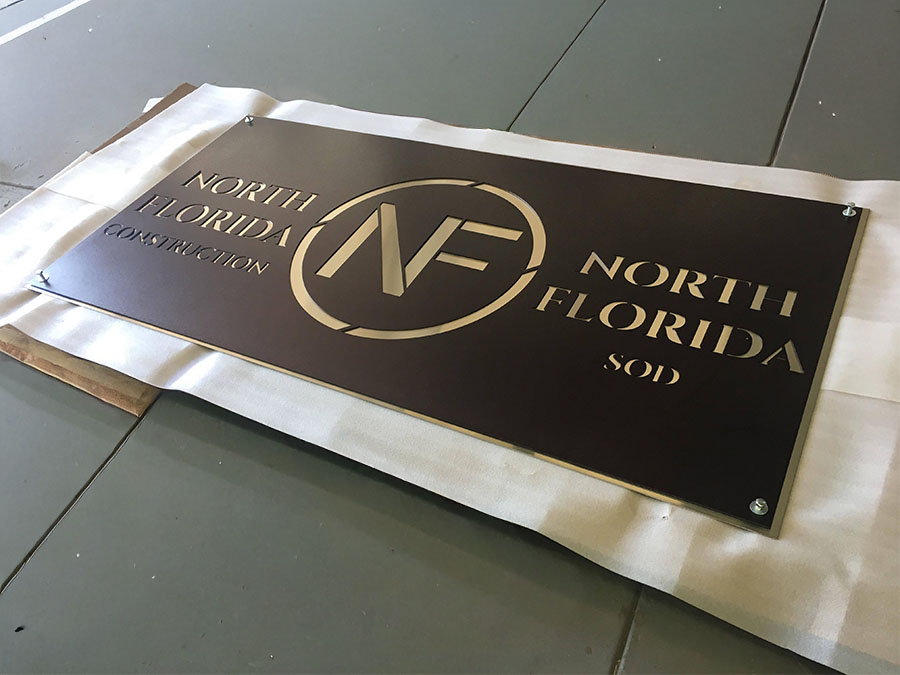 NORTH
FLORIDA
CONSTRUCTION
NF
NORTH
FLORIDA
SOD